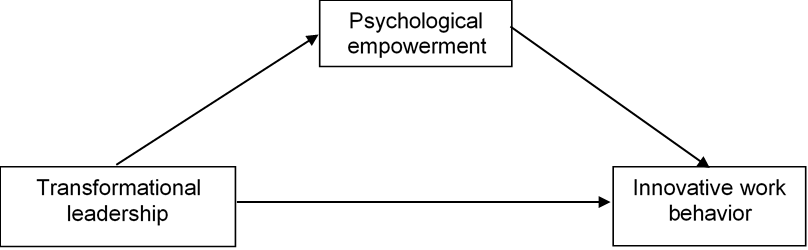 Psychological
empowerment
Transformational
leadership
Innovative work
behavior